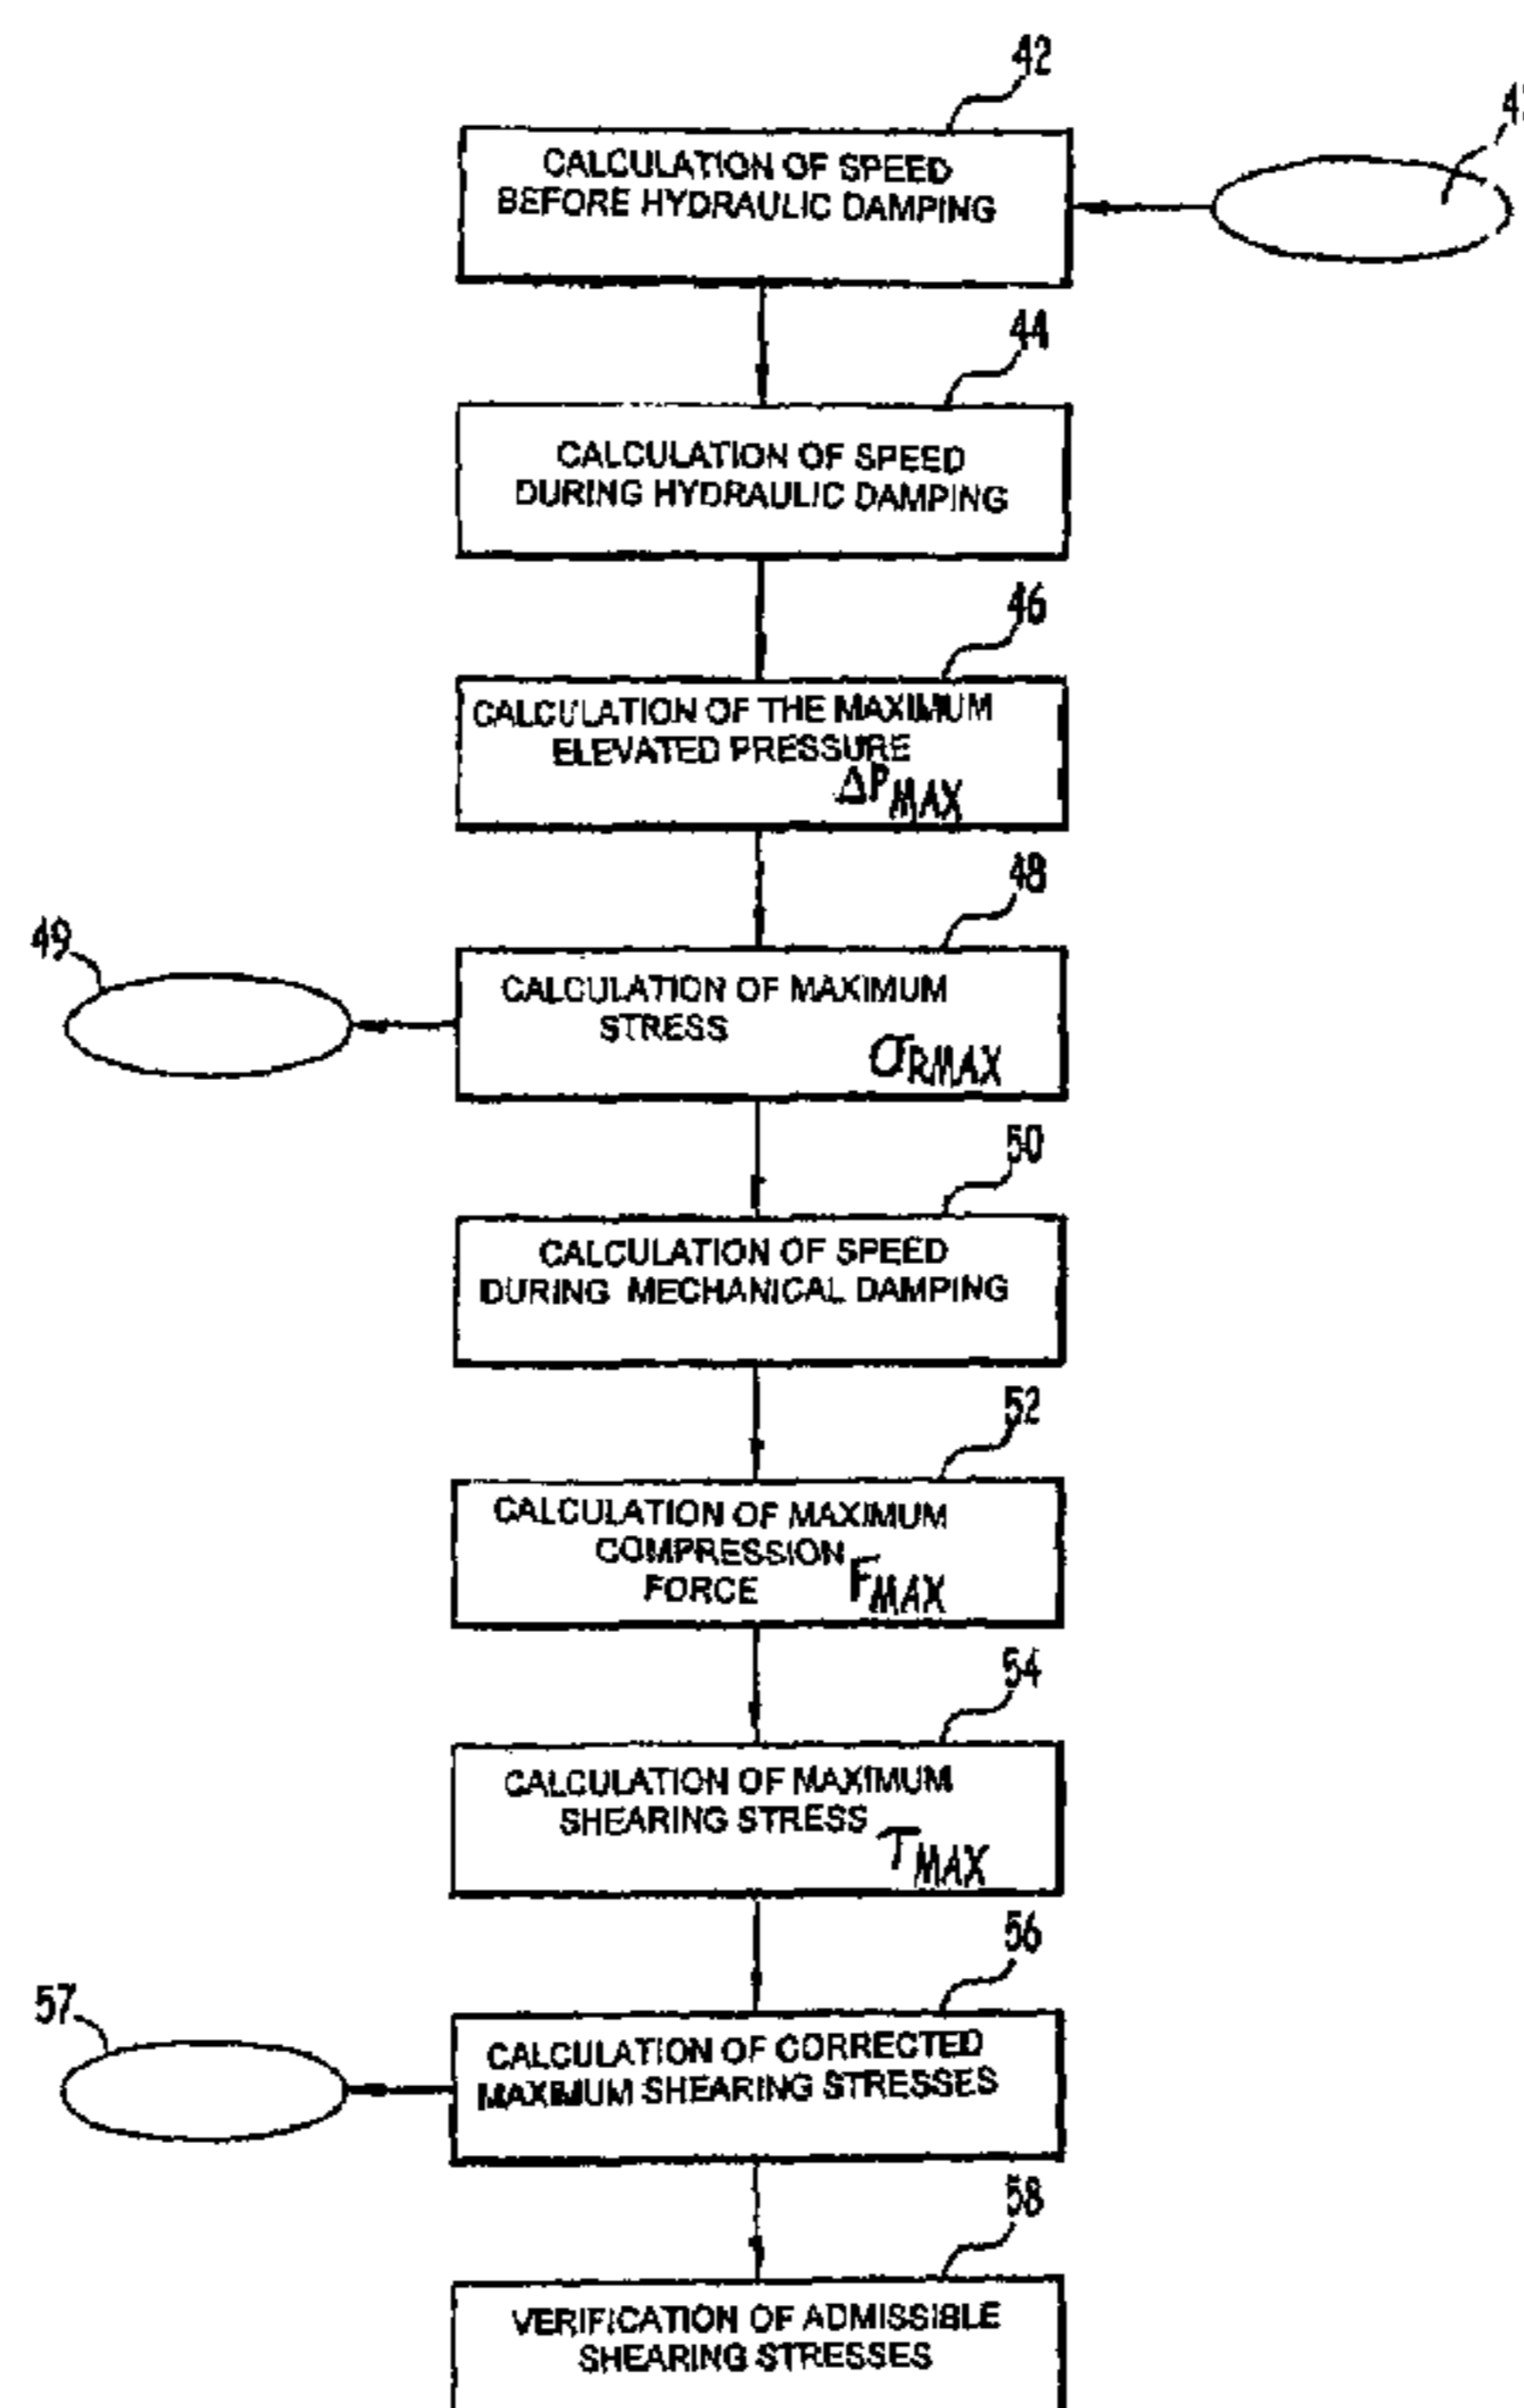 42
CALCULATION OF SPEED
BEFORE HYDRAULIC DAMPING
44
CALCULATION OF SPEED
DURING HYDRAULIC DAMPING
46
CALCULATION OF THE MAXIMUM
ELEVATED PRESSURE
ΔPMAX
48
49
CALCULATION OF MAXIMUM
STRESS
σRMAX
50
CALCULATION OF SPEED
DURING MECHANICAL DAMPING
52
CALCULATION OF MAXIMUM
COMPRESSION
FORCE FMAX
54
CALCULATION OF MAXIMUM
SHEARING STRESS
TMAX
56
57
CALCULATION OF CORRECTED
MAXIMUM SHEARING STRESSES
58
VERIFICATION OF ADMISSIBLE
SHEARING STRESSES